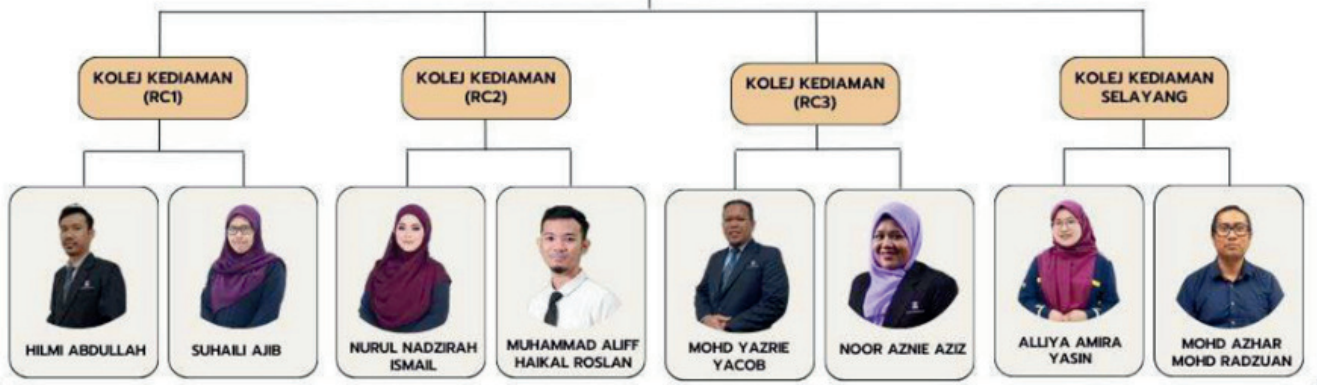 KOLEJ KEDIAMAN
(RC1)
KOLEJ KEDIAMAN
(RC2)
KOLEJ KEDIAMAN
(RC3)
KOLEJ KEDIAMAN
SELAYANG
HILMI ABDULLAH
SUHAILI AJIB
NURUL NADZIRAH
ISMAIL
MUHAMMAD ALIFF
HAIKAL ROSLAN
MOHD YAZRIE
YACOB
NOOR AZNIE AZIZ
ALLIYA AMIRA
YASIN
MOHD AZHAR
MOHD RADZUAN